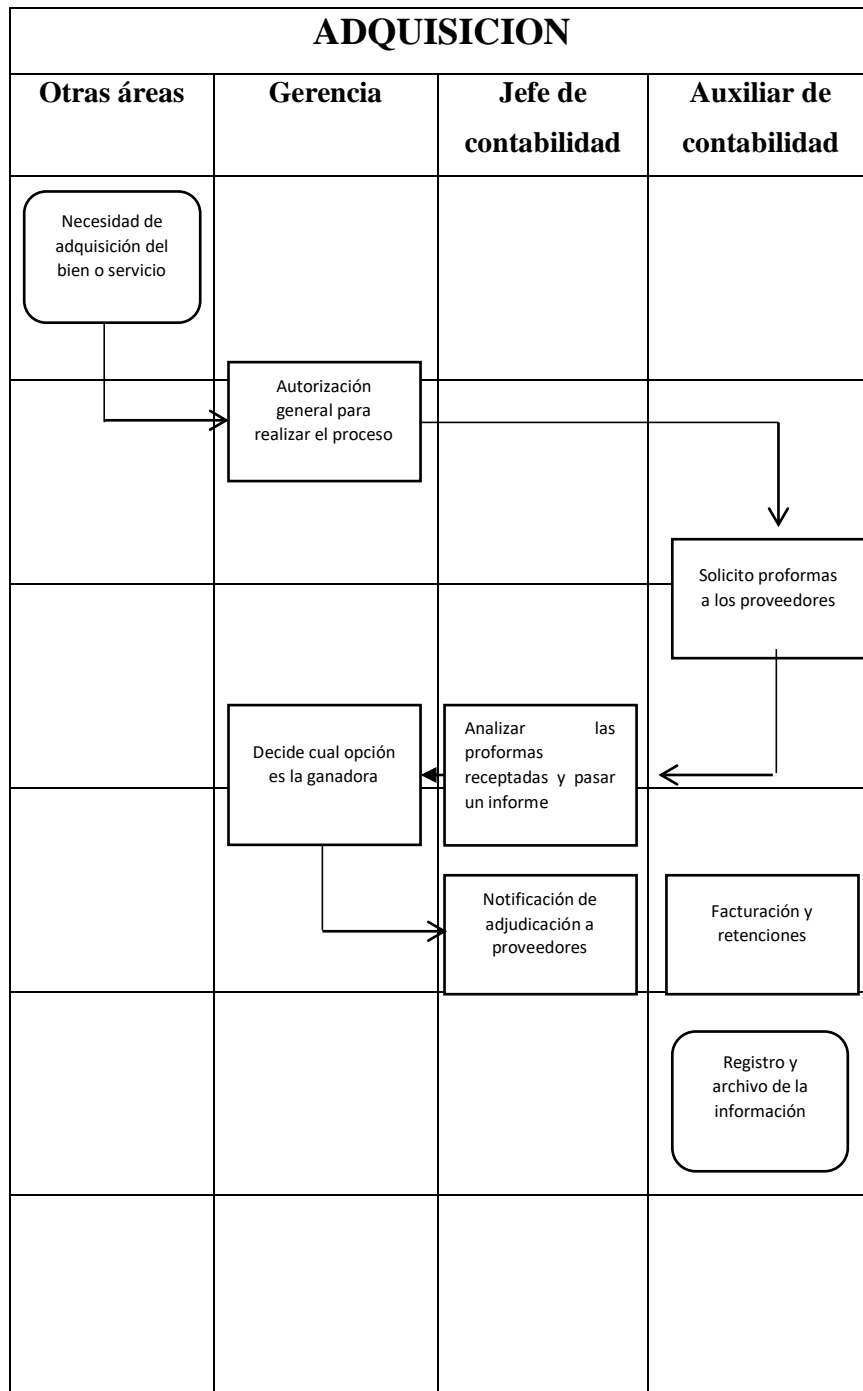 ADQUISICION
Otras áreas
Gerencia
Jefe de
contabilidad
Auxiliar de
contabilidad
Necesidad de
adquisición del
bien o servicio
Autorización
general para
realizar el proceso
Solicito proformas
a los proveedores
Analizar las
proformas
receptadas y pasar
un informe
Decide cual opción
es la ganadora
Notificación de
adjudicación a
proveedores
Facturación y
retenciones
Registro y
archivo de la
información